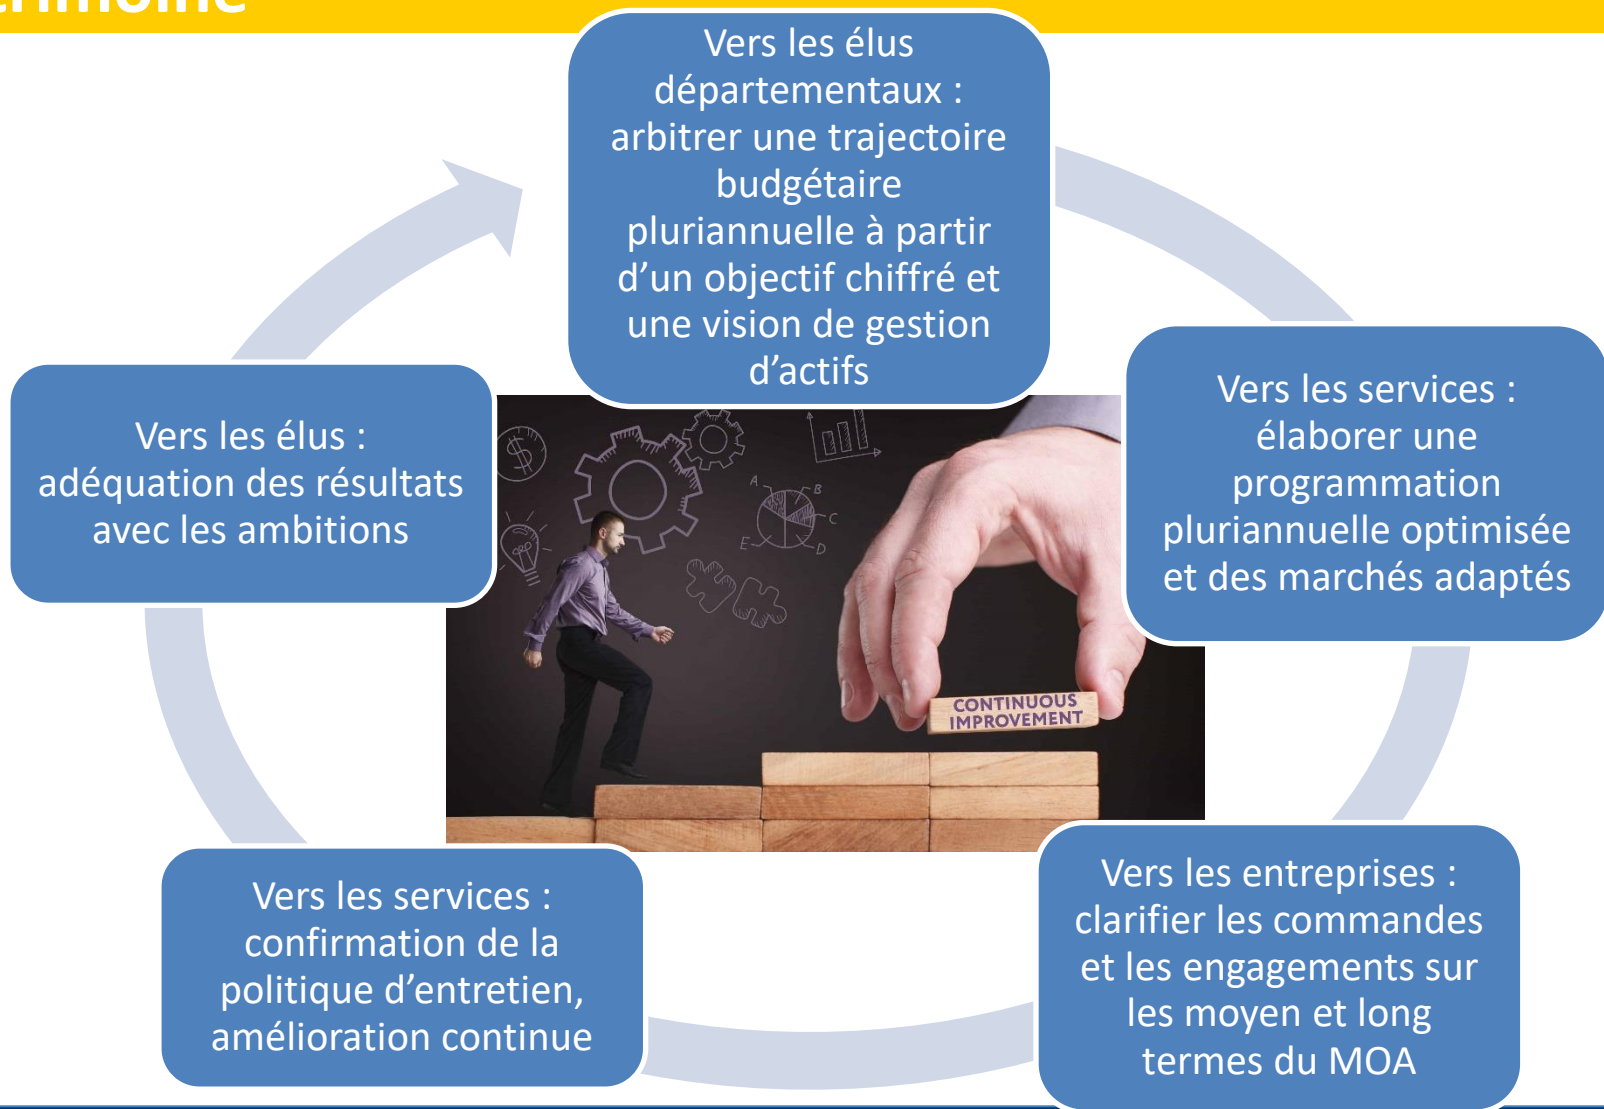 trimoine
Vers les élus
départementaux :
arbitrer une trajectoire
budgétaire
pluriannuelle à partir
d’un objectif chiffré et
une vision de gestion
d’actifs
Vers les services :
élaborer une
programmation
pluriannuelle optimisée
et des marchés adaptés
Vers les entreprises :
clarifier les commandes
et les engagements sur
les moyen et long
termes du MOA
Vers les services :
confirmation de la
politique d’entretien,
amélioration continue
Vers les élus :
adéquation des résultats
avec les ambitions
$
A
B
C
D
E
CONTINUOUS
IMPROVEMENT